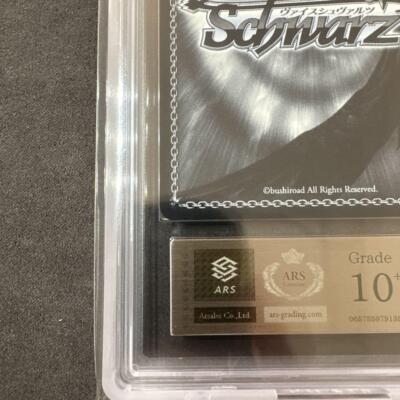 ヴァイスシュヴァルツ
Schwarz
©bushiroad All Rights Reserved.
ARS
Arsales Co.,Ltd.
ARS
ars-grading.com
Grade
10+